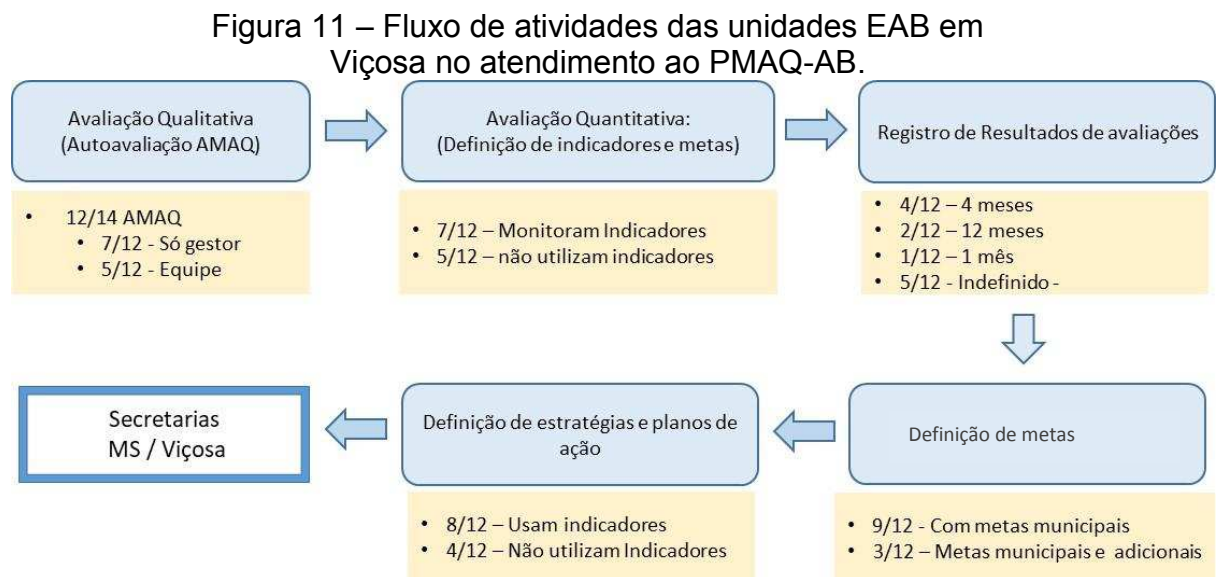 Figura 11 – Fluxo de atividades das unidades EAB em
Viçosa no atendimento ao PMAQ-AB.
Avaliação Qualitativa
(Autoavaliação AMAQ)
• 12/14 AMAQ
• 7/12 - Só gestor
• 5/12 - Equipe
Avaliação Quantitativa:
(Definição de indicadores e metas)
• 7/12 – Monitoram Indicadores
• 5/12 – não utilizam indicadores
Registro de Resultados de avaliações
• 4/12 – 4 meses
• 2/12 – 12 meses
• 1/12 – 1 mês
• 5/12 - Indefinido -
Definição de metas
• 9/12 - Com metas municipais
• 3/12 – Metas municipais e adicionais
Definição de estratégias e planos de
ação
• 8/12 – Usam indicadores
• 4/12 – Não utilizam Indicadores
Secretarias
MS / Viçosa